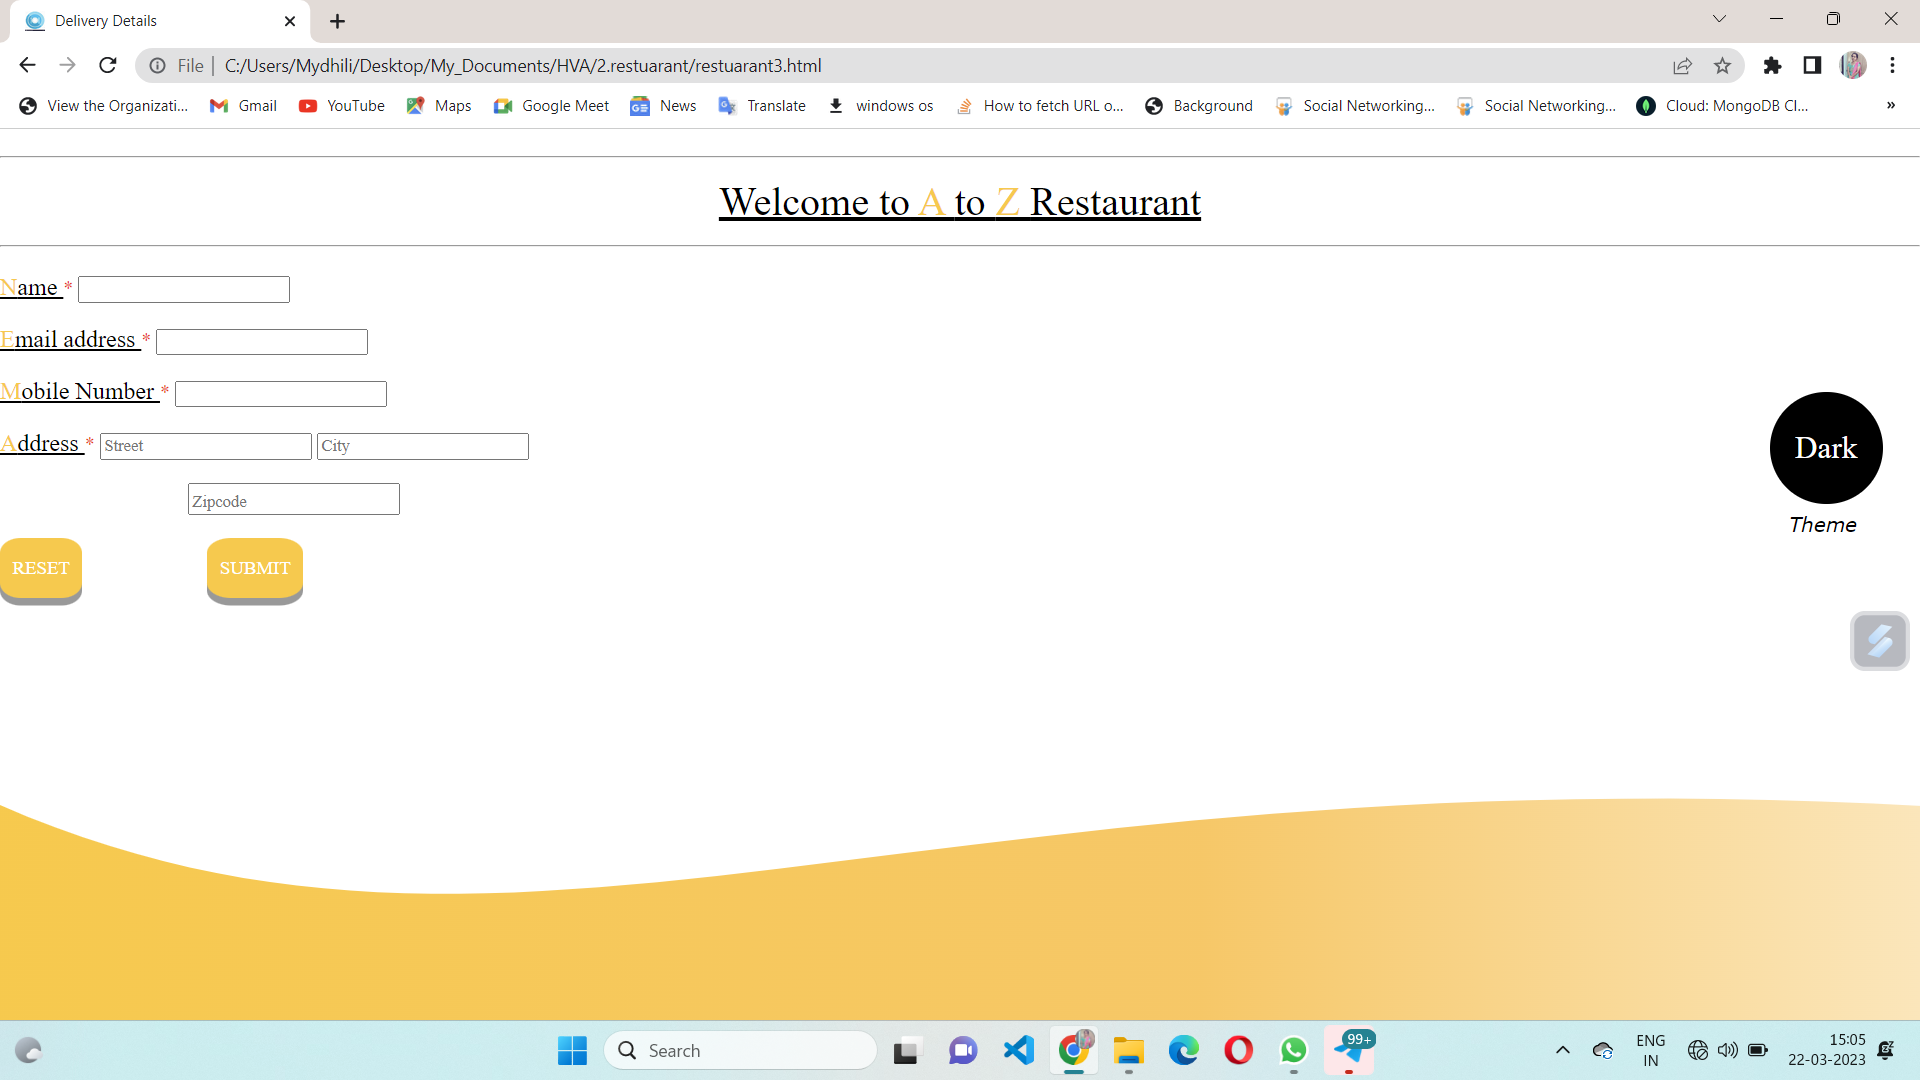 Delivery Details
File | C:/Users/Mydhili/Desktop/My_Documents/HVA/2.restuarant/restuarant3.html
View the Organizati... Gmail YouTube Maps Google Meet News Translate windows os How to fetch URL o... Background Social Networking... Social Networking... Cloud: MongoDB Cl... »
Welcome to A to Z Restaurant
Name *
Email address *
Mobile Number *
Address * Street City
Zipcode
RESET SUBMIT
Dark
Theme
Search
99+
ENG
IN
15:05
22-03-2023